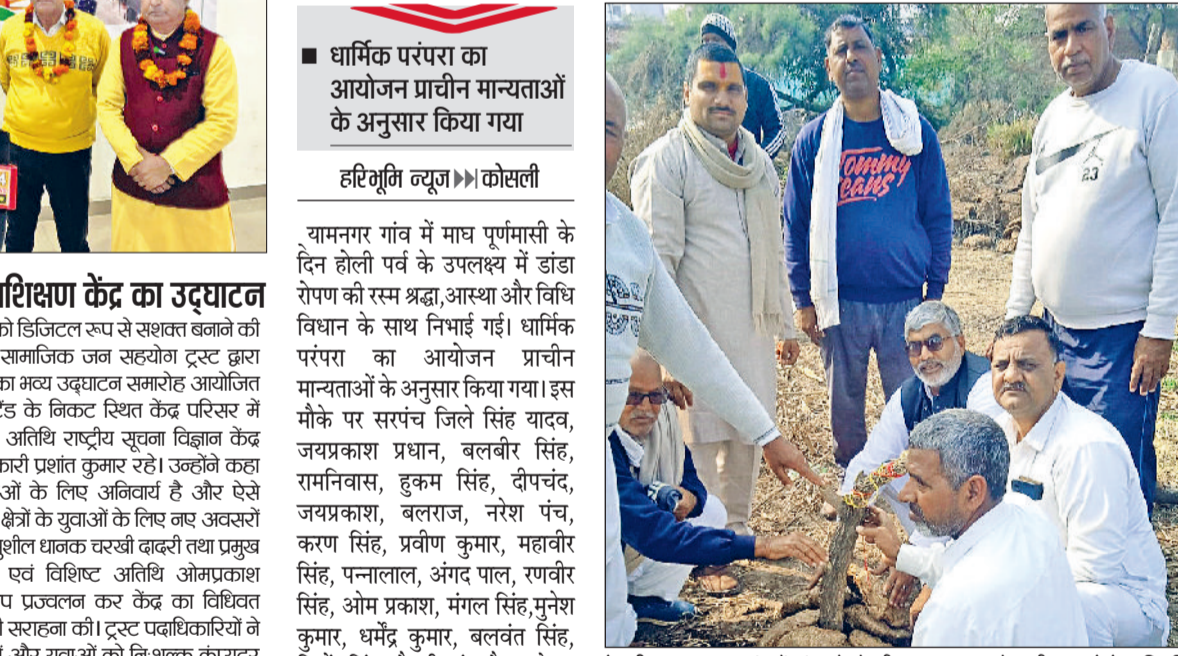 धार्मिक परंपरा का
आयोजन प्राचीन मान्यताओं
के अनुसार किया गया
हरिभूमि न्यूज कोसली
यामनगर गांव में माघ पूर्णमासी के
दिन होली पर्व के उपलक्ष्य में डांडा
रोपण की रस्म श्रद्धा,आस्था और विधि
विधान के साथ निभाई गई। धार्मिक
परंपरा का आयोजन प्राचीन
मान्यताओं के अनुसार किया गया। इस
मौके पर सरपंच जिले सिंह यादव,
जयप्रकाश प्रधान, बलबीर सिंह,
रामनिवास, हुकम सिंह, दीपचंद,
जयप्रकाश, बलराज, नरेश पंच,
करण सिंह, प्रवीण कुमार, महावीर
सिंह, पन्नालाल, अंगद पाल, रणवीर
सिंह, ओम प्रकाश, मंगल सिंह,मुनेश
कुमार, धर्मेंद्र कुमार, बलवंत सिंह,
शिक्षण केंद्र का उद्घाटन
को डिजिटल रूप से सशक्त बनाने की
सामाजिक जन सहयोग ट्रस्ट द्वारा
का भव्य उद्घाटन समारोह आयोजित
के निकट स्थित केंद्र परिसर में
अतिथि राष्ट्रीय सूचना विज्ञान केंद्र
कारी प्रशांत कुमार रहे। उन्होंने कहा
ओं के लिए अनिवार्य है और ऐसे
क्षेत्रों के युवाओं के लिए नए अवसरों
शील धानक चरखी दादरी तथा प्रमुख
एवं विशिष्ट अतिथि ओमप्रकाश
प प्रज्वलन कर केंद्र का विधिवत
सराहना की। ट्रस्ट पदाधिकारियों ने
और युवाओं को निःशुल्क कंप्यूटर
23